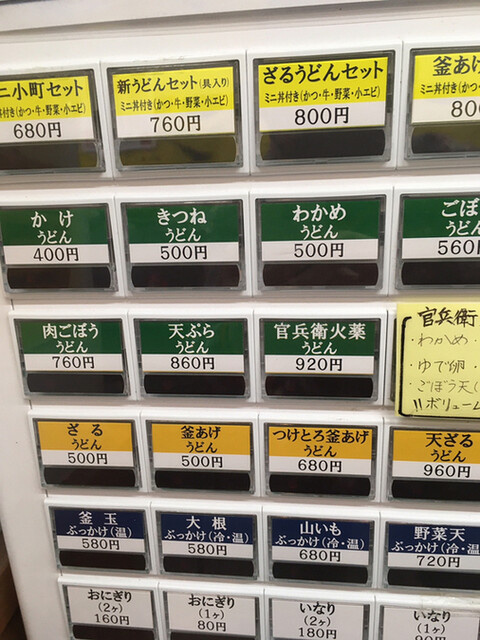 ニ小町セット
ミニ丼付き(かつ・牛・野菜・小エビ)
680円
新うどんセット(具入り)
ミニ丼付き(かつ・牛・野菜・小エビ)
760円
ざるうどんセット
ミニ丼付き(かつ・牛・野菜・小エビ)
800円
釜あげ
ミニ丼付き(かつ
80
かけ
うどん
400円
きつね
うどん
500円
わかめ
うどん
500円
ごぼ
うどん
560円
肉ごぼう
うどん
760円
天ぷら
うどん
860円
官兵衛火薬
うどん
920円
官兵衛
・わかめ・
・ゆで卵
・ごぼう天(
!!ボリューム
ざる
うどん
500円
釜あげ
うどん
500円
つけとろ釜あげ
うどん
680円
天ざる
うどん
960円
釜玉
ぶっかけ(温)
580円
大根
ぶっかけ(冷・温)
580円
山いも
ぶっかけ(冷・温)
680円
野菜天
ぶっかけ(冷・温)
720円
おにぎり
(2ヶ)
160円
おにぎり
(1ヶ)
80円
いなり
(2ヶ)
180円
いなり
(1ヶ)